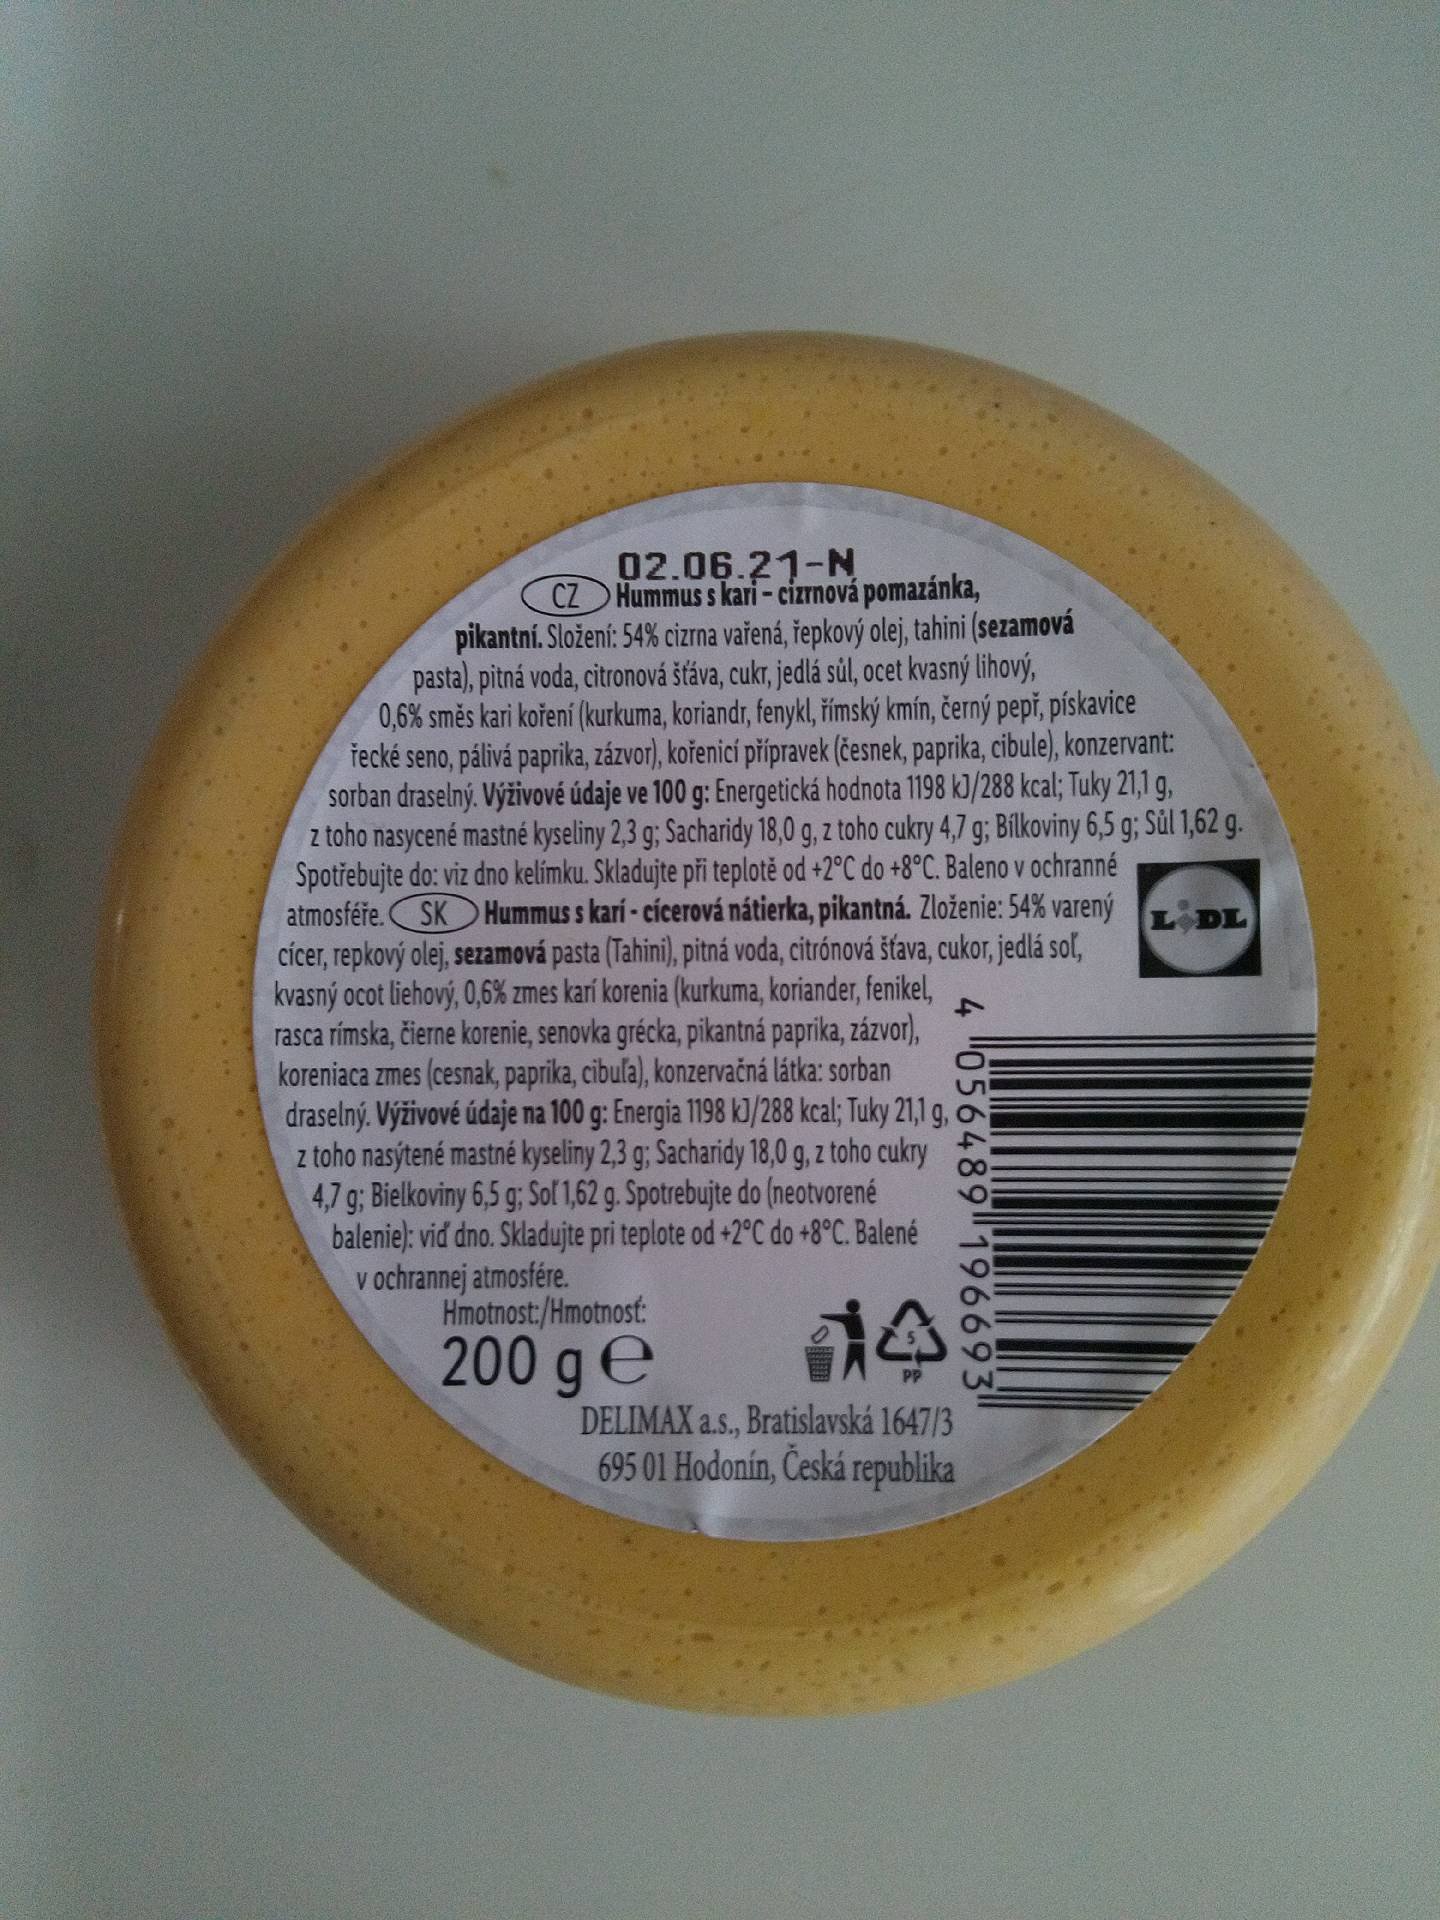 02.06.21-N
CZ Hummus s kari – cizrnová pomazánka,
pikantní. Složení: 54% cizrna vařená, řepkový olej, tahini (sezamová
pasta), pitná voda, citronová šťáva, cukr, jedlá sůl, ocet kvasný lihový,
0,6% směs kari koření (kurkuma, koriandr, fenykl, římský kmín, černý pepř, pískavice
řecké seno, pálivá paprika, zázvor), kořenicí přípravek (česnek, paprika, cibule), konzervant:
sorban draselný. Výživové údaje ve 100 g: Energetická hodnota 1198 kJ/288 kcal; Tuky 21,1 g,
z toho nasycené mastné kyseliny 2,3 g; Sacharidy 18,0 g, z toho cukry 4,7 g; Bílkoviny 6,5 g; Sůl 1,62 g.
Spotřebujte do: viz dno kelímku. Skladujte při teplotě od +2°C do +8°C. Baleno v ochranné
atmosféře. SK Hummus s karí - cícerová nátierka, pikantná. Zloženie: 54% varený
cícer, repkový olej, sezamová pasta (Tahini), pitná voda, citrónová šťava, cukor, jedlá soľ,
kvasný ocot liehový, 0,6% zmes karí korenia (kurkuma, koriander, fenikel,
rasca rímska, čierne korenie, senovka grécka, pikantná paprika, zázvor),
koreniaca zmes (cesnak, paprika, cibuľa), konzervačná látka: sorban
draselný. Výživové údaje na 100 g: Energia 1198 kJ/288 kcal; Tuky 21,1 g,
z toho nasýtené mastné kyseliny 2,3 g; Sacharidy 18,0 g, z toho cukry
4,7 g; Bielkoviny 6,5 g; Soľ 1,62 g. Spotrebujte do (neotvorené
balenie): viď dno. Skladujte pri teplote od +2°C do +8°C. Balené
v ochrannej atmosfére.
Hmotnost:/Hmotnosť:
200 g e
LIDL
4 056489 196693
5
PP
DELIMAX a.s., Bratislavská 1647/3
695 01 Hodonín, Česká republika